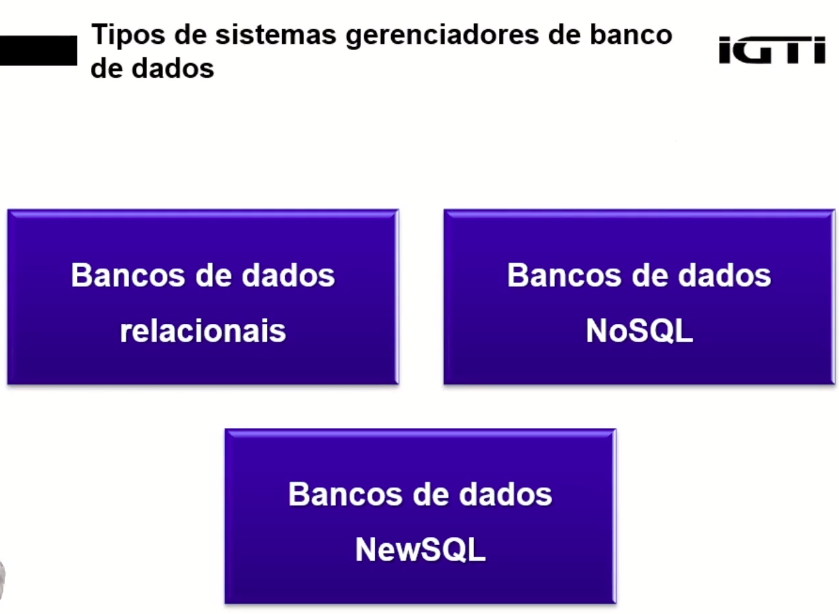 Tipos de sistemas gerenciadores de banco
de dados
iGTi
Bancos de dados
relacionais
Bancos de dados
NoSQL
Bancos de dados
NewSQL